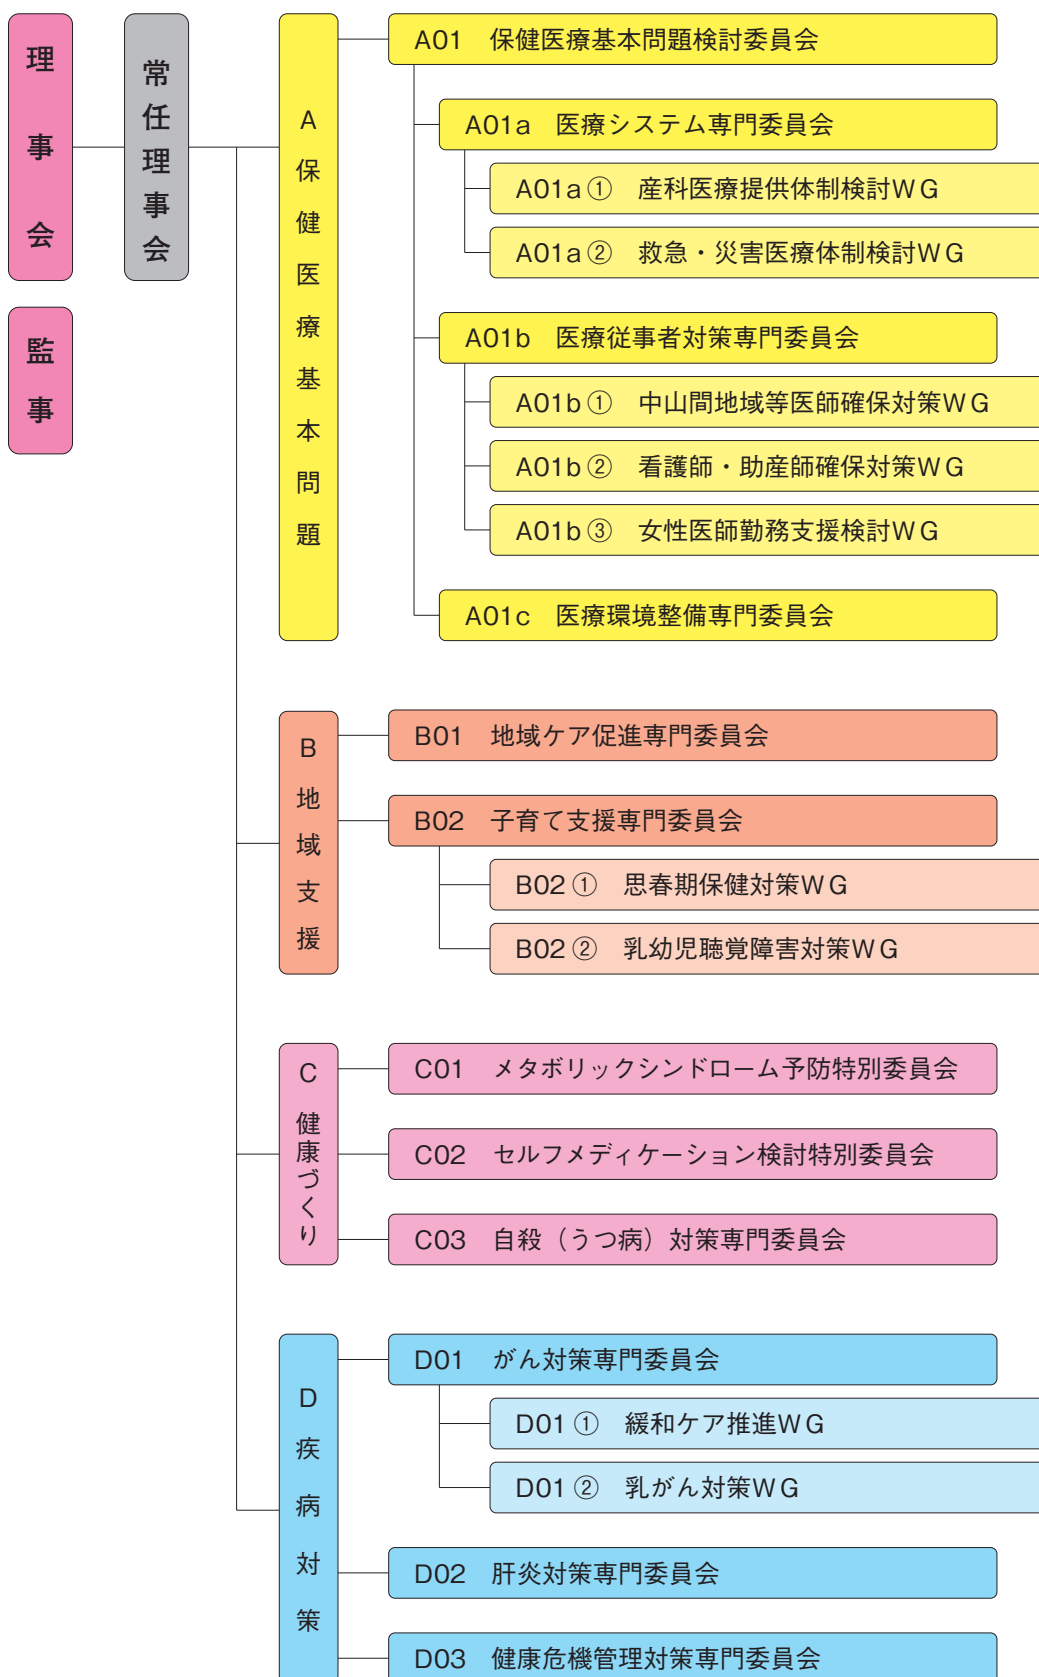 理事会
監事
常任理事会
A 保健医療基本問題
A01 保健医療基本問題検討委員会
A01a 医療システム専門委員会
A01a① 産科医療提供体制検討WG
A01a② 救急・災害医療体制検討WG
A01b 医療従事者対策専門委員会
A01b① 中山間地域等医師確保対策WG
A01b② 看護師・助産師確保対策WG
A01b③ 女性医師勤務支援検討WG
A01c 医療環境整備専門委員会
B 地域支援
B01 地域ケア促進専門委員会
B02 子育て支援専門委員会
B02① 思春期保健対策WG
B02② 乳幼児聴覚障害対策WG
C 健康づくり
C01 メタボリックシンドローム予防特別委員会
C02 セルフメディケーション検討特別委員会
C03 自殺（うつ病）対策専門委員会
D 疾病対策
D01 がん対策専門委員会
D01① 緩和ケア推進WG
D01② 乳がん対策WG
D02 肝炎対策専門委員会
D03 健康危機管理対策専門委員会